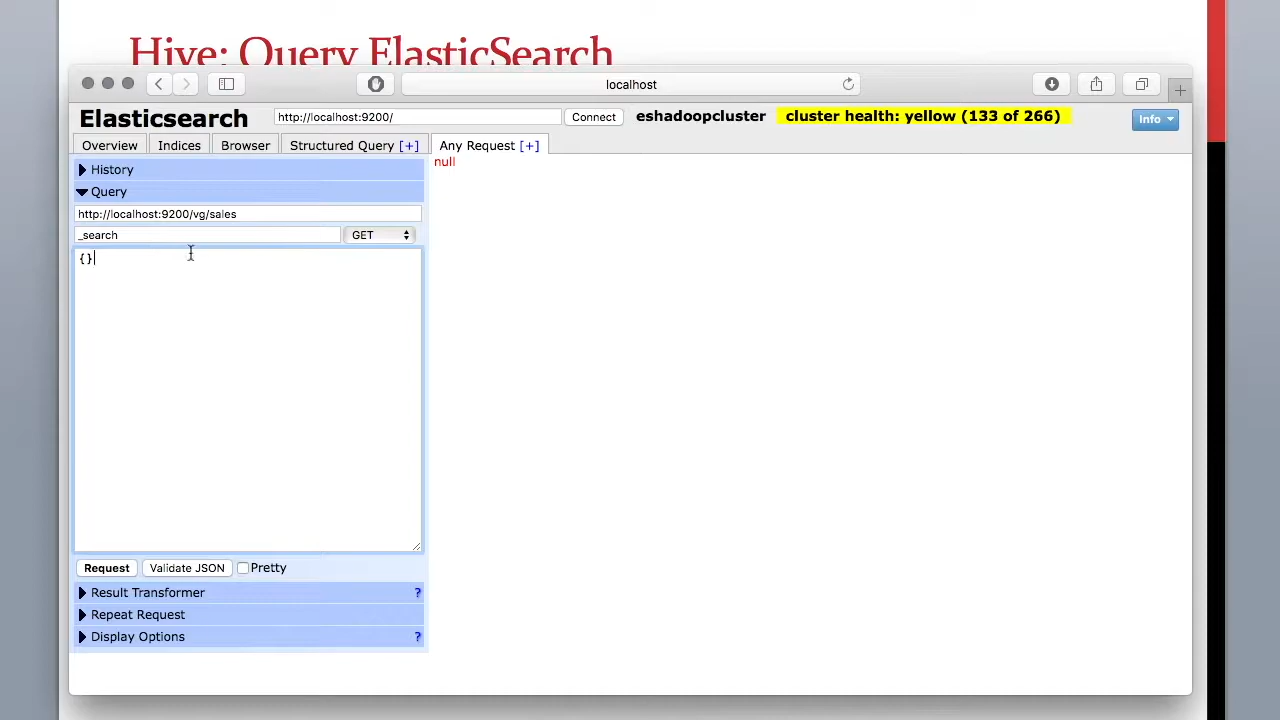 Hive: Query ElasticSearch
localhost
Elasticsearch
http://localhost:9200/
Connect
eshadoopcluster
cluster health: yellow (133 of 266)
Info
Overview
Indices
Browser
Structured Query [+]
Any Request [+]
History
null
Query
http://localhost:9200/vg/sales
_search
GET
{}
Request
Validate JSON
Pretty
Result Transformer ?
Repeat Request
Display Options ?